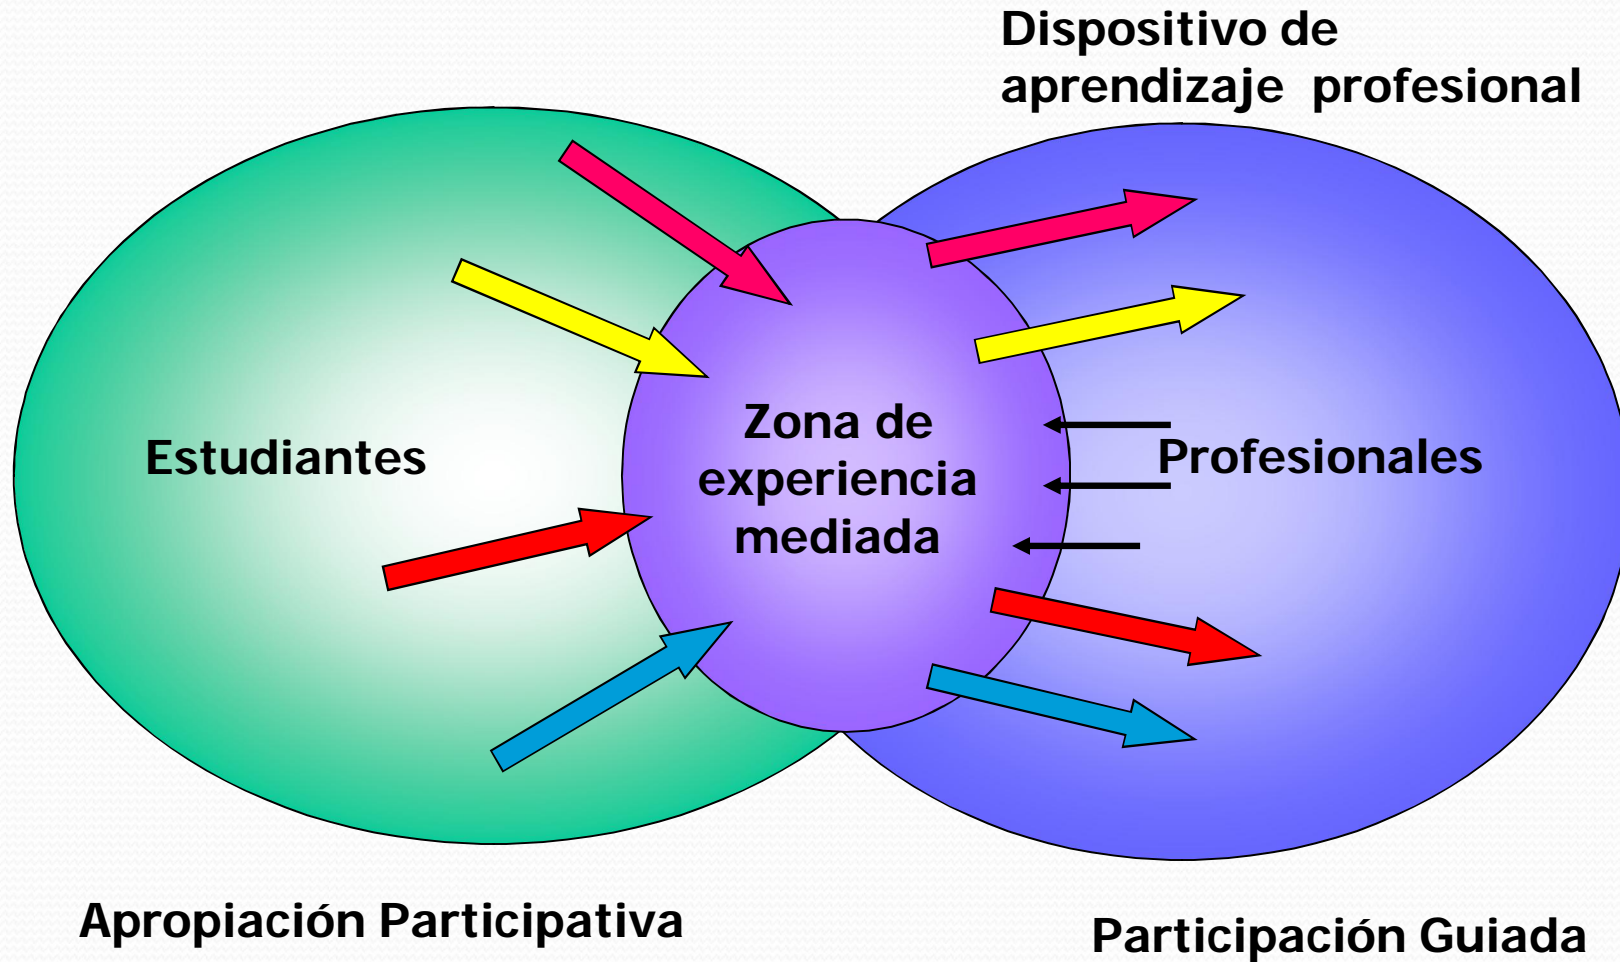 Dispositivo de
aprendizaje profesional
Estudiantes
Zona de
experiencia
mediada
Profesionales
Apropiación Participativa
Participación Guiada